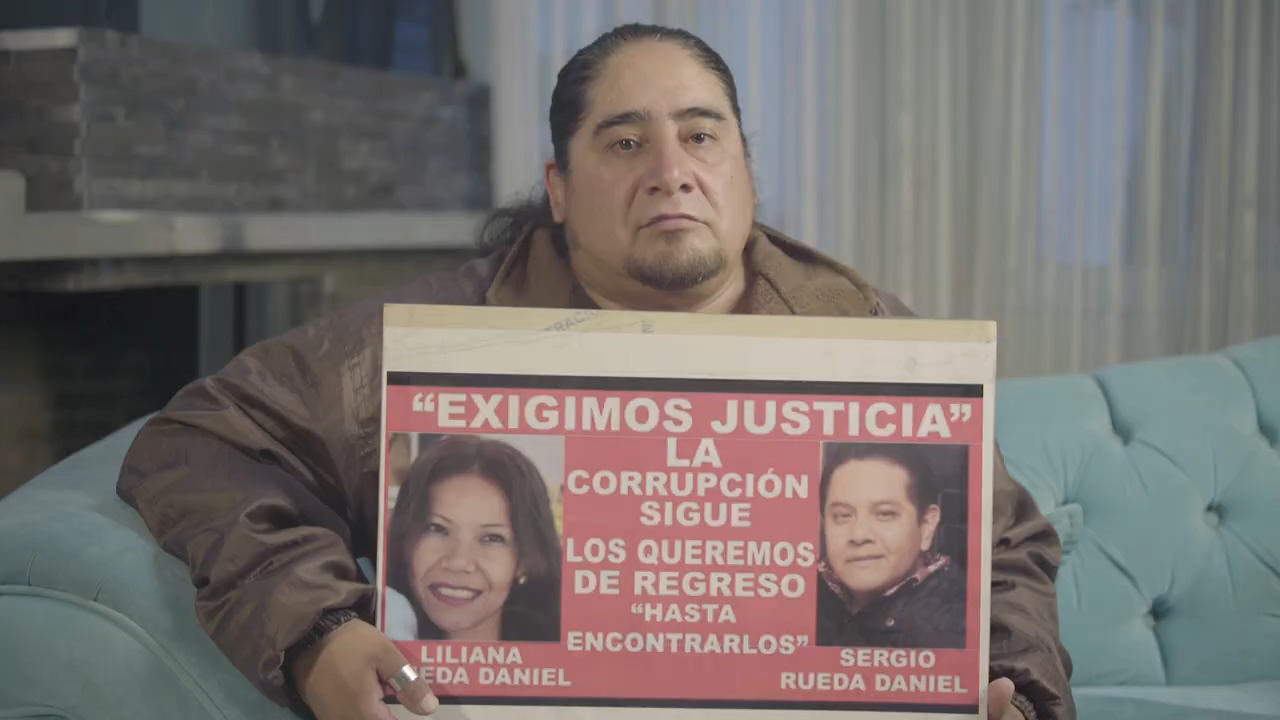 “EXIGIMOS JUSTICIA”
LA
CORRUPCIÓN
SIGUE
LOS QUEREMOS
DE REGRESO
“HASTA
ENCONTRARLOS”
LILIANA
EDA DANIEL
SERGIO
RUEDA DANIEL